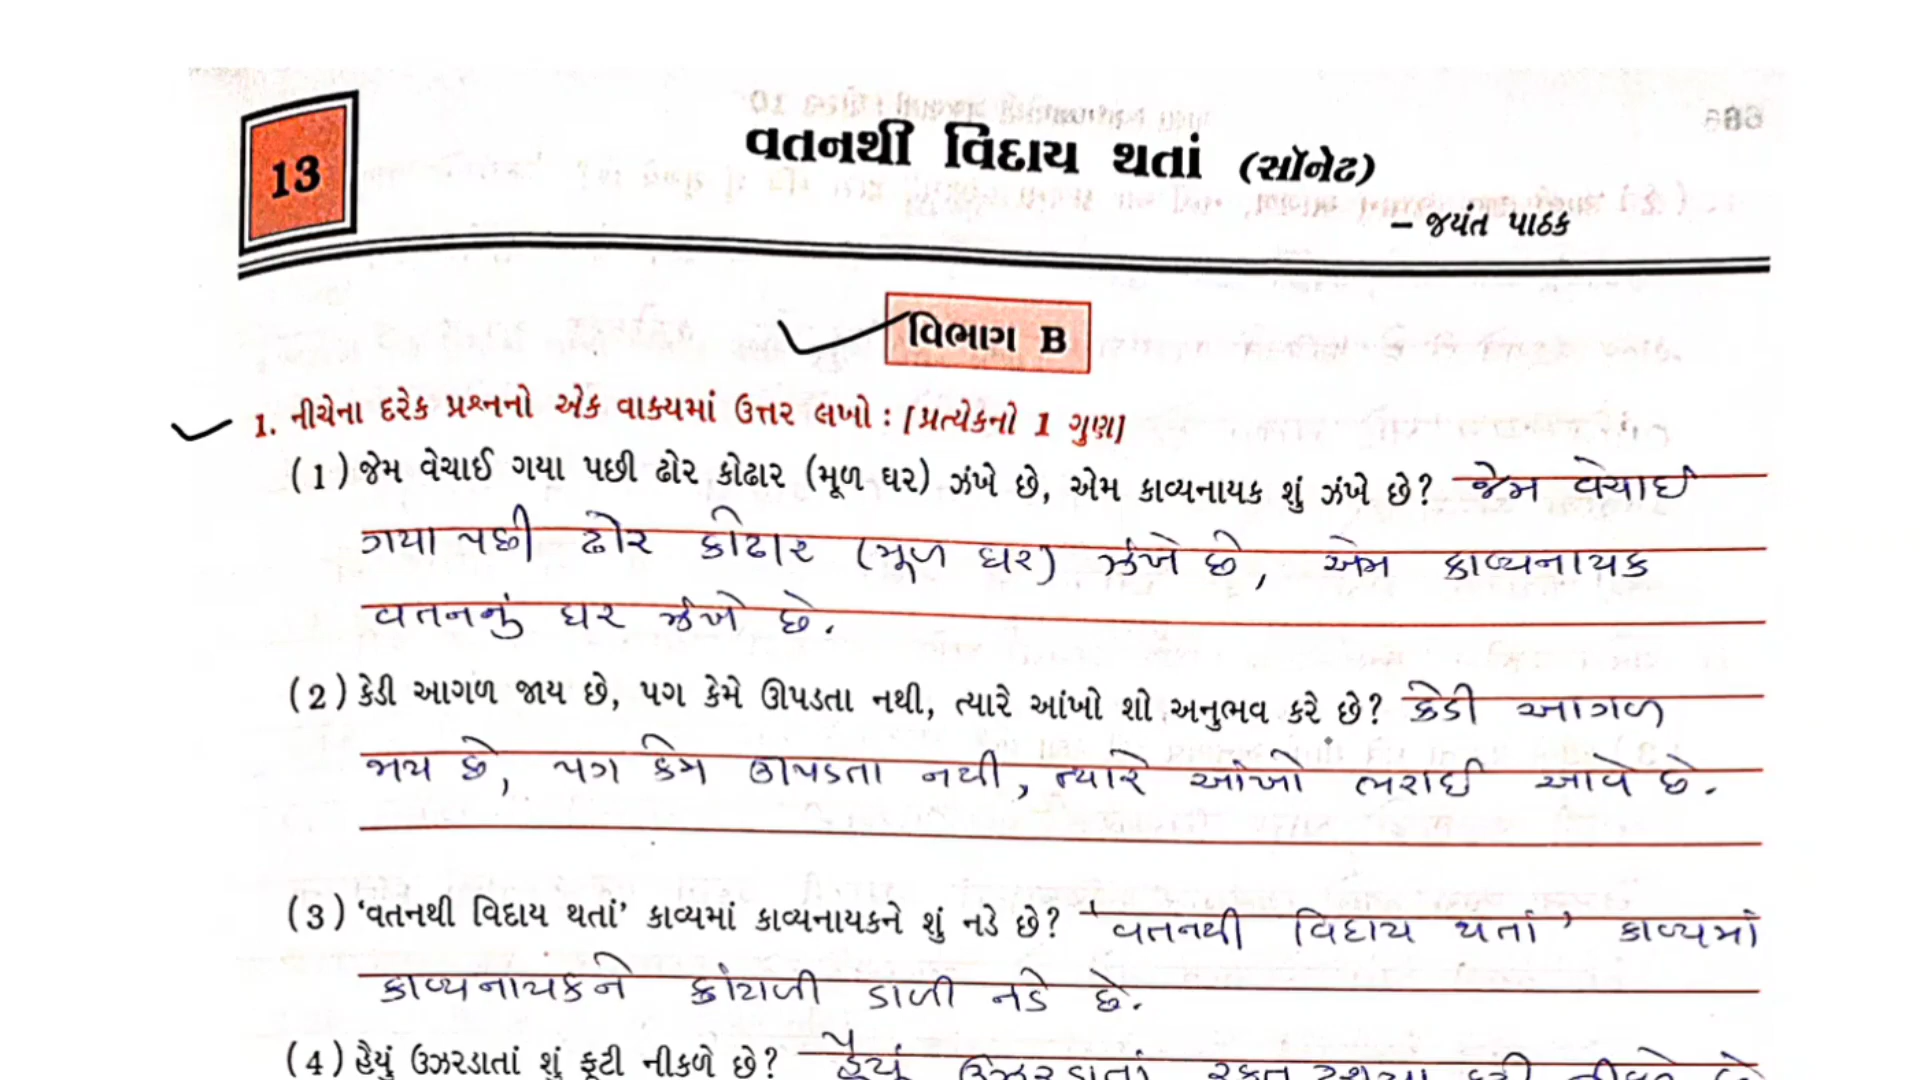 13
વતનથી વિદાય થતાં (સૉનેટ)
– જયંત પાઠક
વિભાગ B
1. નીચેના દરેક પ્રશ્નનો એક વાક્યમાં ઉત્તર લખો : [પ્રત્યેકનો 1 ગુણ]
(1) જેમ વેચાઈ ગયા પછી ઢોર કોઢાર (મૂળ ઘર) ઝંખે છે, એમ કાવ્યનાયક શું ઝંખે છે? જેમ વેચાઈ
ગયા પછી ઢોર કોઢાર (મૂળ ઘર) ઝંખે છે, એમ કાવ્યનાયક
વતનનું ઘર ઝંખે છે.
(2) કેડી આગળ જાય છે, પગ કેમે ઊપડતા નથી, ત્યારે આંખો શો અનુભવ કરે છે? કેડી આગળ
જાય છે, પગ કેમે ઊપડતા નથી, ત્યારે આંખો ભરાઈ આવે છે.
(3) ‘વતનથી વિદાય થતાં’ કાવ્યમાં કાવ્યનાયકને શું નડે છે? ‘વતનથી વિદાય થતાં’ કાવ્યમાં
કાવ્યનાયકને કાંટાળી ડાળી નડે છે.
(4) હૈયું ઉઝરડાતાં શું ફૂટી નીકળે છે? હૈયું ઉઝરડાતાં રક્ત